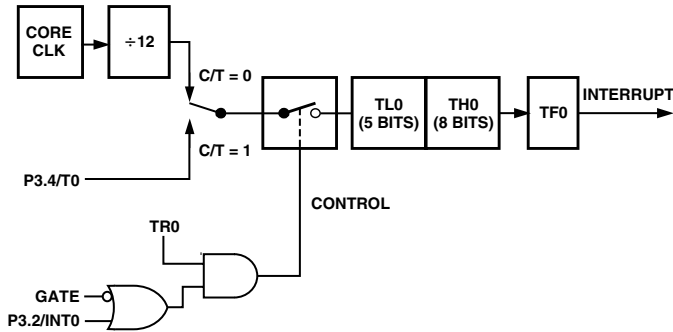 CORE
CLK
÷12
C/T = 0
C/T = 1
P3.4/T0
TL0
(5 BITS)
TH0
(8 BITS)
TF0
INTERRUPT
CONTROL
TR0
GATE
P3.2/INT0